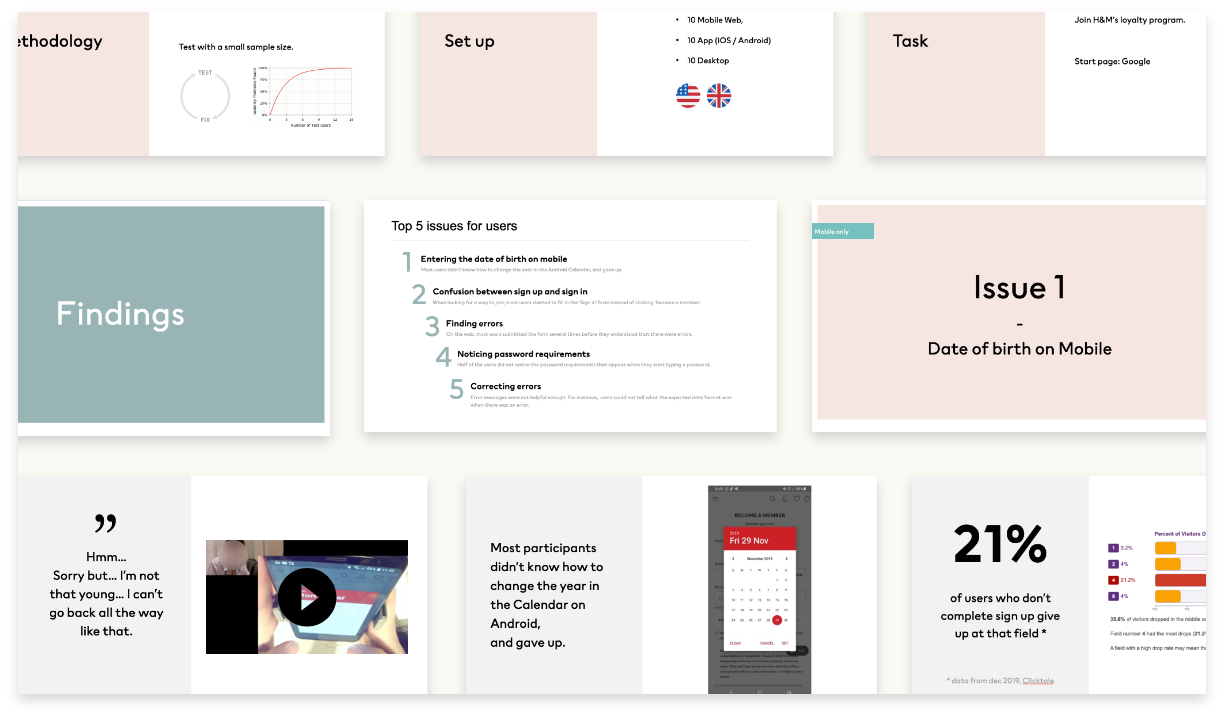 ethodology
Test with a small sample size.
TEST
FIX
100%
75%
50%
25%
0%
0 3 6 9 12 15
Number of Test Users
Set up
• 10 Mobile Web,
• 10 App (iOS / Android)
• 10 Desktop
Task
Join H&M's loyalty program.
Start page: Google
Findings
Top 5 issues for users
1 Entering the date of birth on mobile
Most users didn't know how to change the year in the Android Calendar, and gave up.
2 Confusion between sign up and sign in
When looking for a way to join, most users started to fill in the 'Sign in' form instead of clicking 'Become a member'.
3 Finding errors
On the web, most users submitted the form several times before they understood that there were errors.
4 Noticing password requirements
Half of the users did not notice the password requirements that appear when they start typing a password.
5 Correcting errors
Error messages were not helpful enough. For instance, users could not tell what the expected date format was
when there was an error.
Mobile only
Issue 1
-
Date of birth on Mobile
”
Hmm...
Sorry but... I'm not
that young... I can't
go back all the way
like that.
Most participants
didn't know how to
change the year in
the Calendar on
Android,
and gave up.
BECOME A MEMBER
2019
Fri 29 Nov
November 2019
CLEAR CANCEL SET
21%
of users who don't
complete sign up give
up at that field *
* data from dec 2019, Clicktale
Percent of Visitors D
1 3.2%
2 4%
4 21.2%
6 4%
35.6% of visitors dropped in the middle
Field number 4 had the most drops (21.2%
A field with a high drop rate may mean